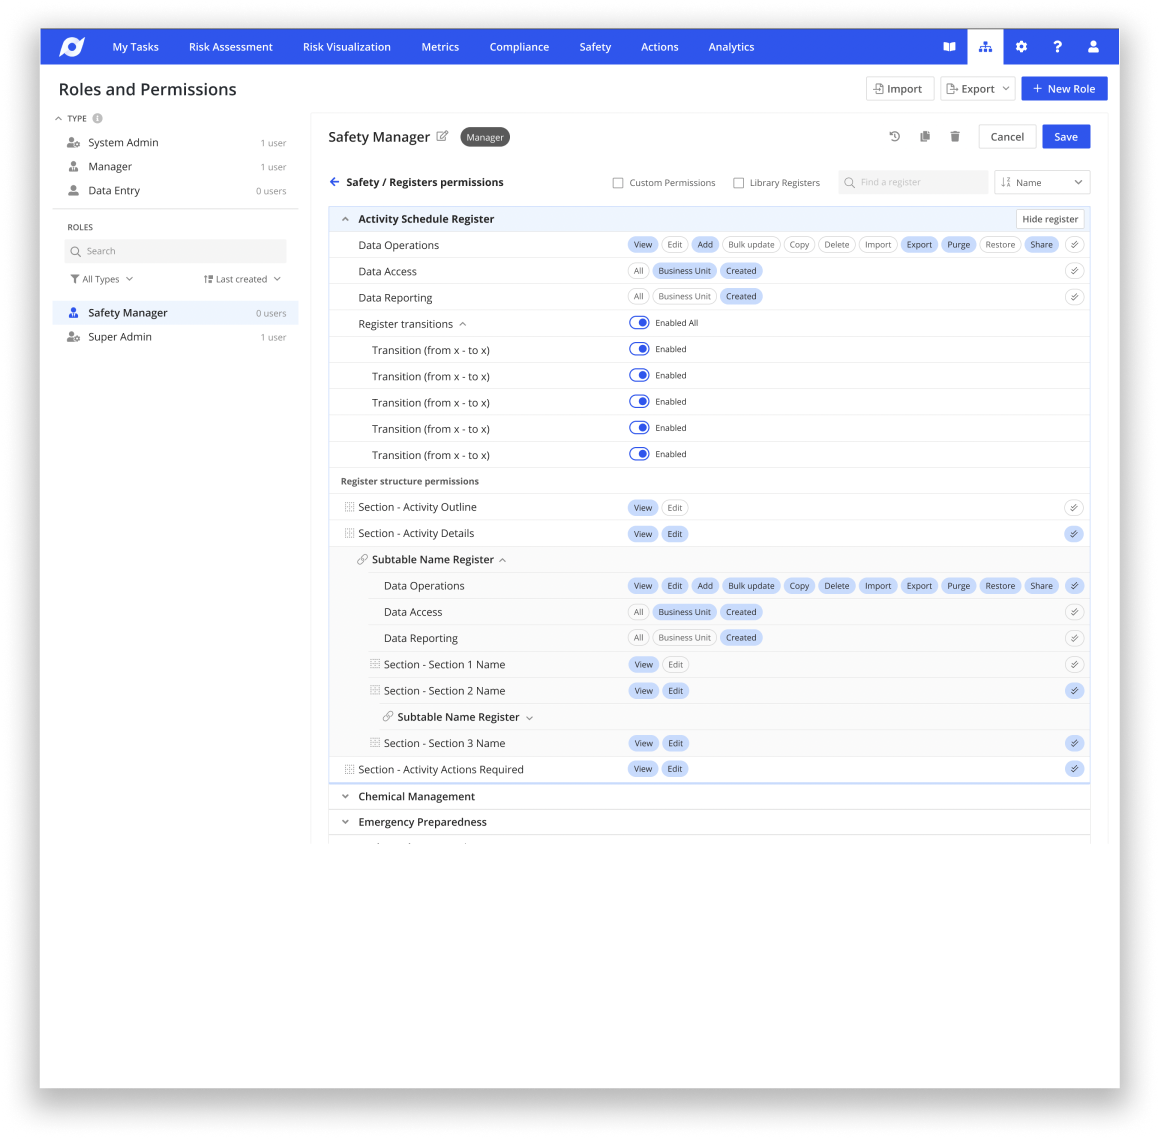 My Tasks Risk Assessment Risk Visualization Metrics Compliance Safety Actions Analytics ?
Roles and Permissions
Import Export + New Role
TYPE i
System Admin 1 user
Manager 1 user
Data Entry 0 users
ROLES
Search
All Types Last created
Safety Manager 0 users
Super Admin 1 user
Safety Manager Manager Cancel Save
Safety / Registers permissions Custom Permissions Library Registers Find a register Name
Activity Schedule Register Hide register
Data Operations View Edit Add Bulk update Copy Delete Import Export Purge Restore Share
Data Access All Business Unit Created
Data Reporting All Business Unit Created
Register transitions Enabled All
Transition (from x - to x) Enabled
Transition (from x - to x) Enabled
Transition (from x - to x) Enabled
Transition (from x - to x) Enabled
Transition (from x - to x) Enabled
Register structure permissions
Section - Activity Outline View Edit
Section - Activity Details View Edit
Subtable Name Register
Data Operations View Edit Add Bulk update Copy Delete Import Export Purge Restore Share
Data Access All Business Unit Created
Data Reporting All Business Unit Created
Section - Section 1 Name View Edit
Section - Section 2 Name View Edit
Subtable Name Register
Section - Section 3 Name View Edit
Section - Activity Actions Required View Edit
Chemical Management
Emergency Preparedness